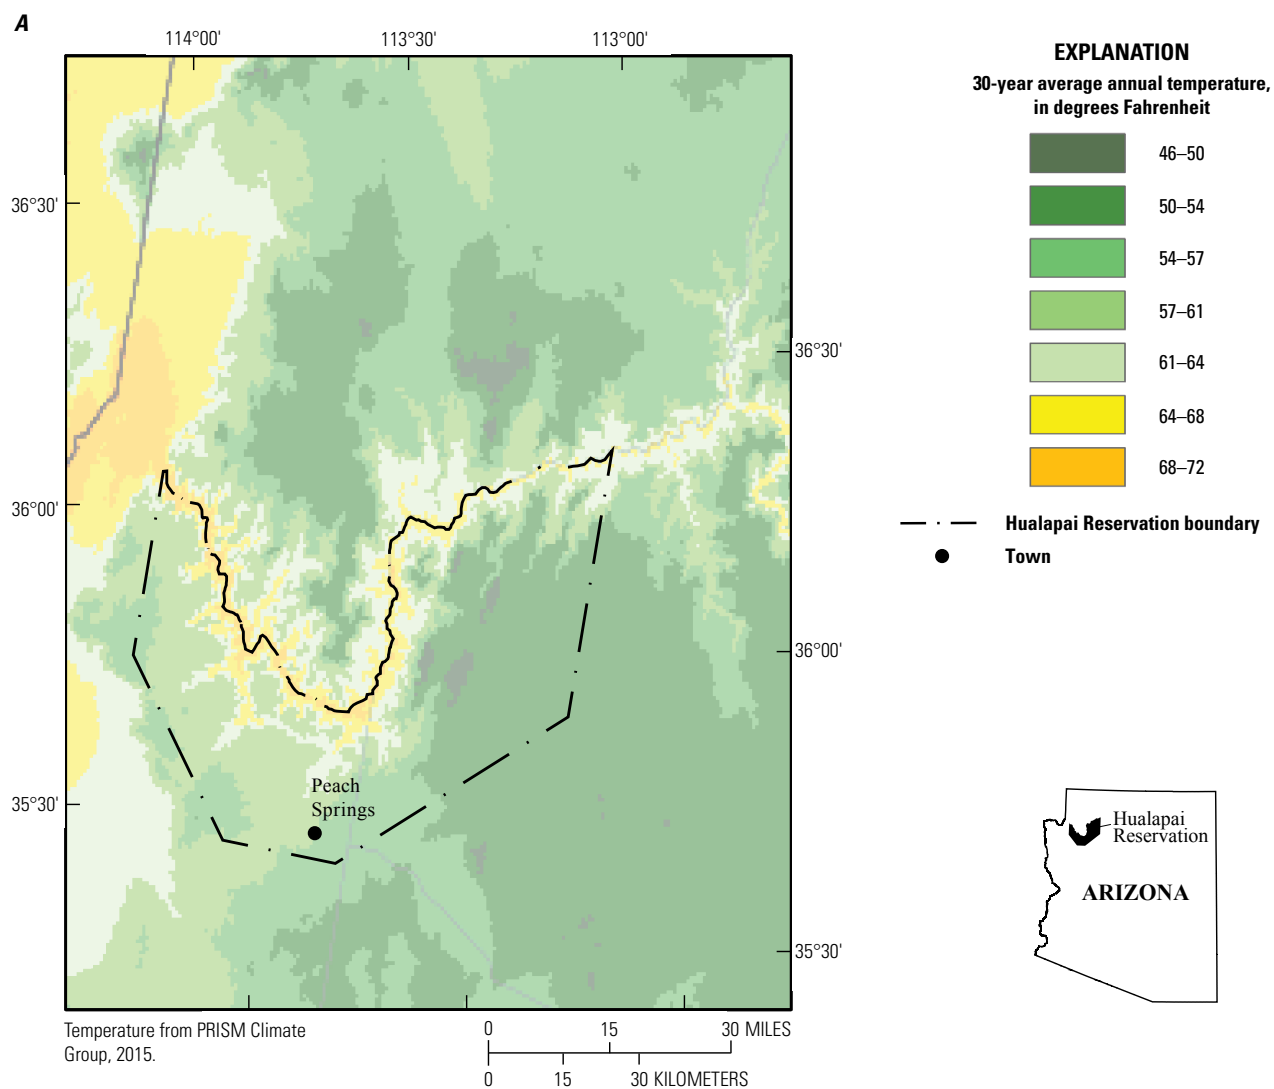 A
114°00'
113°30'
113°00'
36°30'
36°00'
35°30'
36°30'
36°00'
35°30'
Peach
Springs
Temperature from PRISM Climate
Group, 2015.
0 15 30 MILES
0 15 30 KILOMETERS
EXPLANATION
30-year average annual temperature,
in degrees Fahrenheit
46–50
50–54
54–57
57–61
61–64
64–68
68–72
Hualapai Reservation boundary
Town
Hualapai
Reservation
ARIZONA